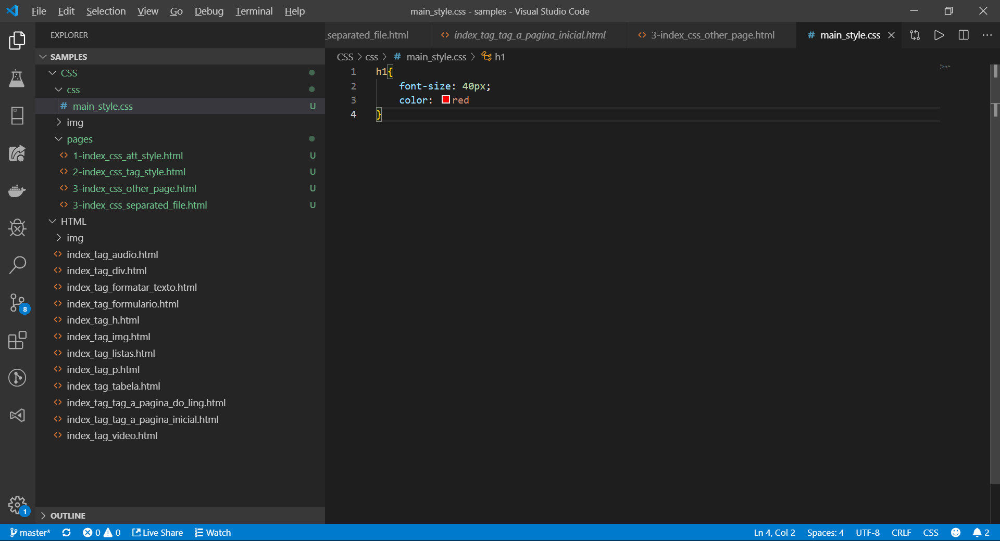 File Edit Selection View Go Debug Terminal Help
main_style.css - samples - Visual Studio Code
EXPLORER
SAMPLES
CSS
css
# main_style.css U
img
pages
<> 1-index_css_att_style.html U
<> 2-index_css_tag_style.html U
<> 3-index_css_other_page.html U
<> 3-index_css_separated_file.html U
HTML
img
<> index_tag_audio.html
<> index_tag_div.html
<> index_tag_formatar_texto.html
<> index_tag_formulario.html
<> index_tag_h.html
<> index_tag_img.html
<> index_tag_listas.html
<> index_tag_p.html
<> index_tag_tabela.html
<> index_tag_tag_a_pagina_do_ling.html
<> index_tag_tag_a_pagina_inicial.html
<> index_tag_video.html
OUTLINE
8
1
_separated_file.html <> index_tag_tag_a_pagina_inicial.html <> 3-index_css_other_page.html # main_style.css
CSS > css > # main_style.css > h1
1 h1{
2 font-size: 40px;
3 color: red
4 }
master* 0 0 Live Share Watch Ln 4, Col 2 Spaces: 4 UTF-8 CRLF CSS 2